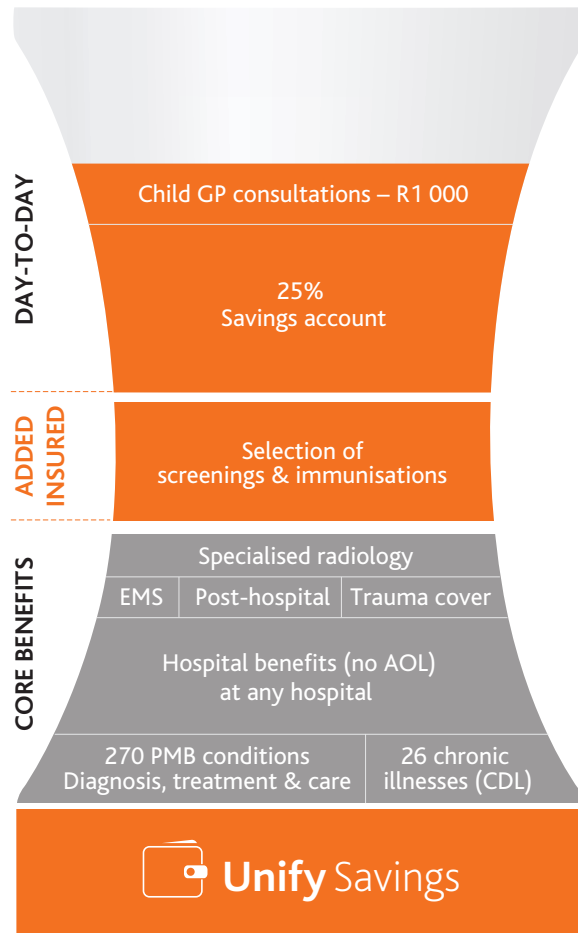 DAY-TO-DAY
Child GP consultations – R1 000
25%
Savings account
ADDED
INSURED
Selection of
screenings & immunisations
CORE BENEFITS
Specialised radiology
EMS
Post-hospital
Trauma cover
Hospital benefits (no AOL)
at any hospital
270 PMB conditions
Diagnosis, treatment & care
26 chronic
illnesses (CDL)
Unify Savings